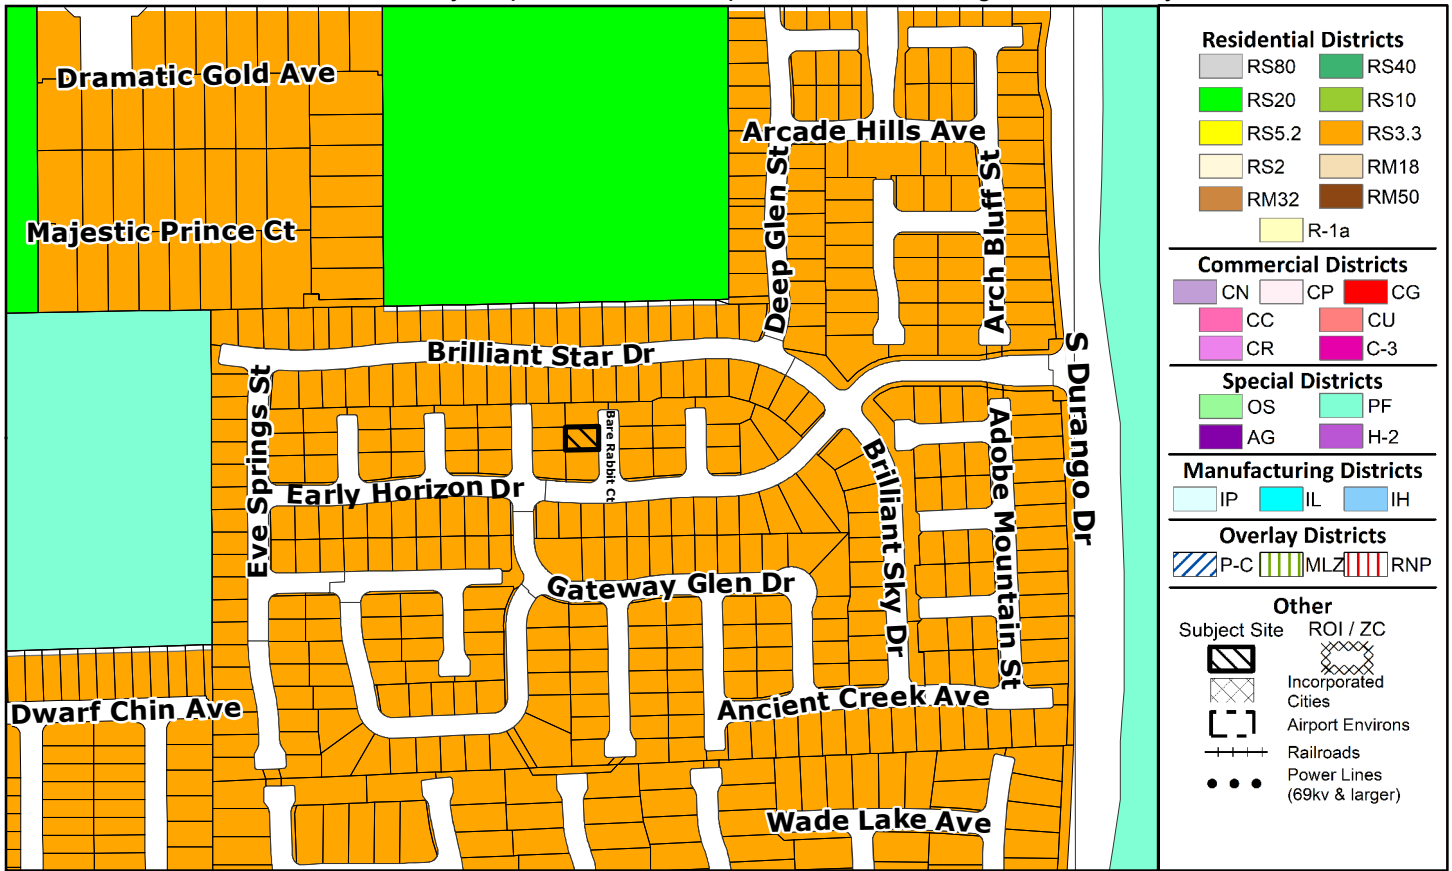 Dramatic Gold Ave
Majestic Prince Ct
Arcade Hills Ave
Deep Glen St
Arch Bluff St
Brilliant Star Dr
S Durango Dr
Eve Springs St
Bare Rabbit Ct
Early Horizon Dr
Brilliant Sky Dr
Adobe Mountain St
Gateway Glen Dr
Ancient Creek Ave
Dwarf Chin Ave
Wade Lake Ave
Residential Districts
RS80 RS40
RS20 RS10
RS5.2 RS3.3
RS2 RM18
RM32 RM50
R-1a
Commercial Districts
CN CP CG
CC CU
CR C-3
Special Districts
OS PF
AG H-2
Manufacturing Districts
IP IL IH
Overlay Districts
P-C MLZ RNP
Other
Subject Site ROI / ZC
Incorporated
Cities
Airport Environs
Railroads
Power Lines
(69kv & larger)